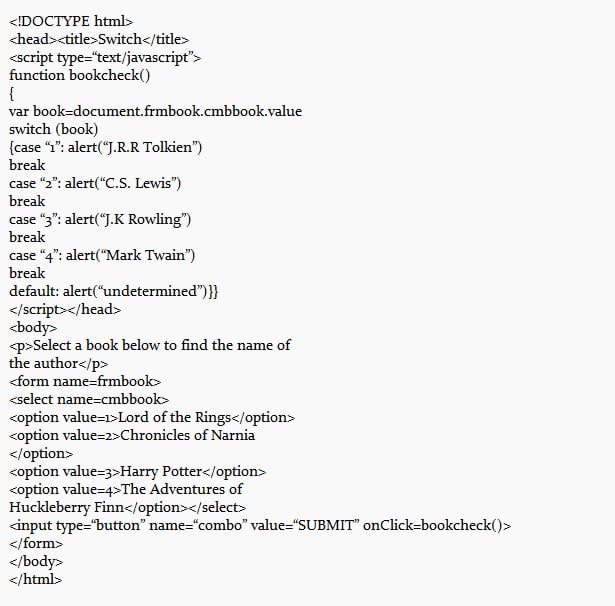 <!DOCTYPE html>
<head><title>Switch</title>
<script type=“text/javascript”>
function bookcheck()
{
var book=document.frmbook.cmbbook.value
switch (book)
{case “1”: alert(“J.R.R Tolkien”)
break
case “2”: alert(“C.S. Lewis”)
break
case “3”: alert(“J.K Rowling”)
break
case “4”: alert(“Mark Twain”)
break
default: alert(“undetermined”)}}
</script></head>
<body>
<p>Select a book below to find the name of
the author</p>
<form name=frmbook>
<select name=cmbbook>
<option value=1>Lord of the Rings</option>
<option value=2>Chronicles of Narnia
</option>
<option value=3>Harry Potter</option>
<option value=4>The Adventures of
Huckleberry Finn</option></select>
<input type=“button” name=“combo” value=“SUBMIT” onClick=bookcheck()>
</form>
</body>
</html>